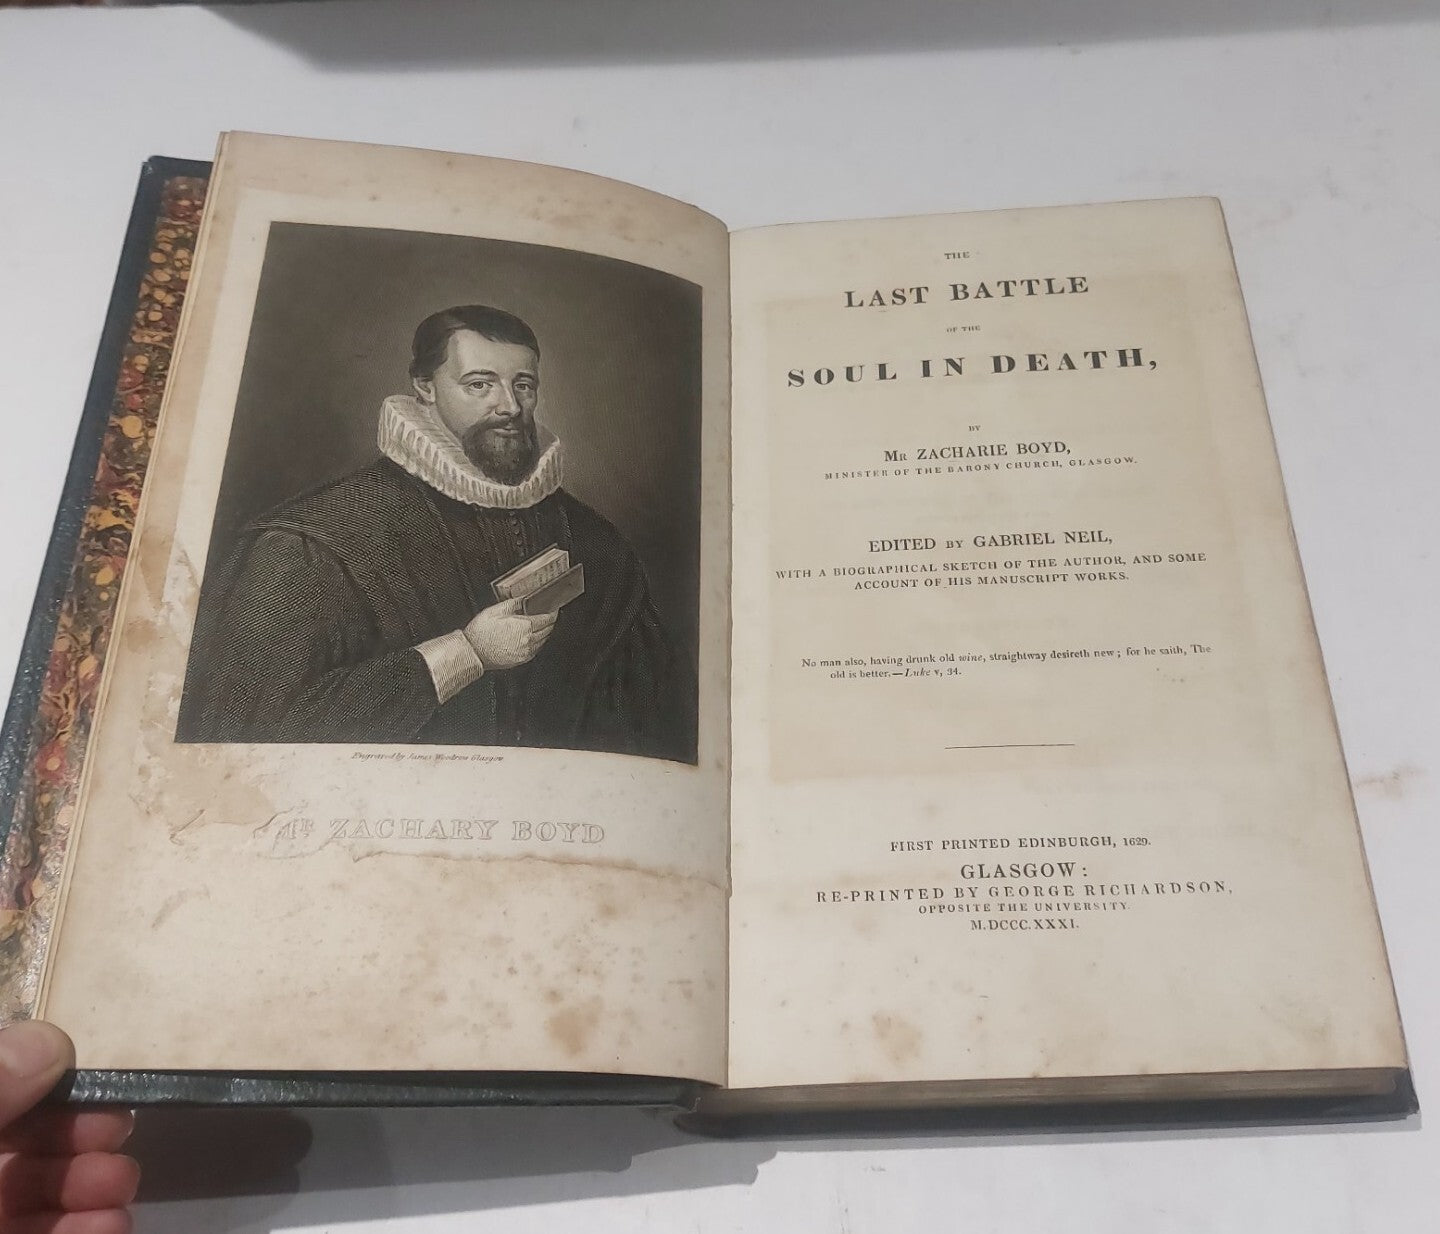 Engraved by James Woodrow Glasgow
MR ZACHARY BOYD
THE
LAST BATTLE
OF THE
SOUL IN DEATH,
BY
MR ZACHARIE BOYD,
MINISTER OF THE BARONY CHURCH, GLASGOW.
EDITED BY GABRIEL NEIL,
WITH A BIOGRAPHICAL SKETCH OF THE AUTHOR, AND SOME
ACCOUNT OF HIS MANUSCRIPT WORKS.
No man also, having drunk old wine, straightway desireth new; for he saith, The
old is better.—Luke v, 34.
FIRST PRINTED EDINBURGH, 1629.
GLASGOW:
RE-PRINTED BY GEORGE RICHARDSON,
OPPOSITE THE UNIVERSITY.
M.DCCC.XXXI.